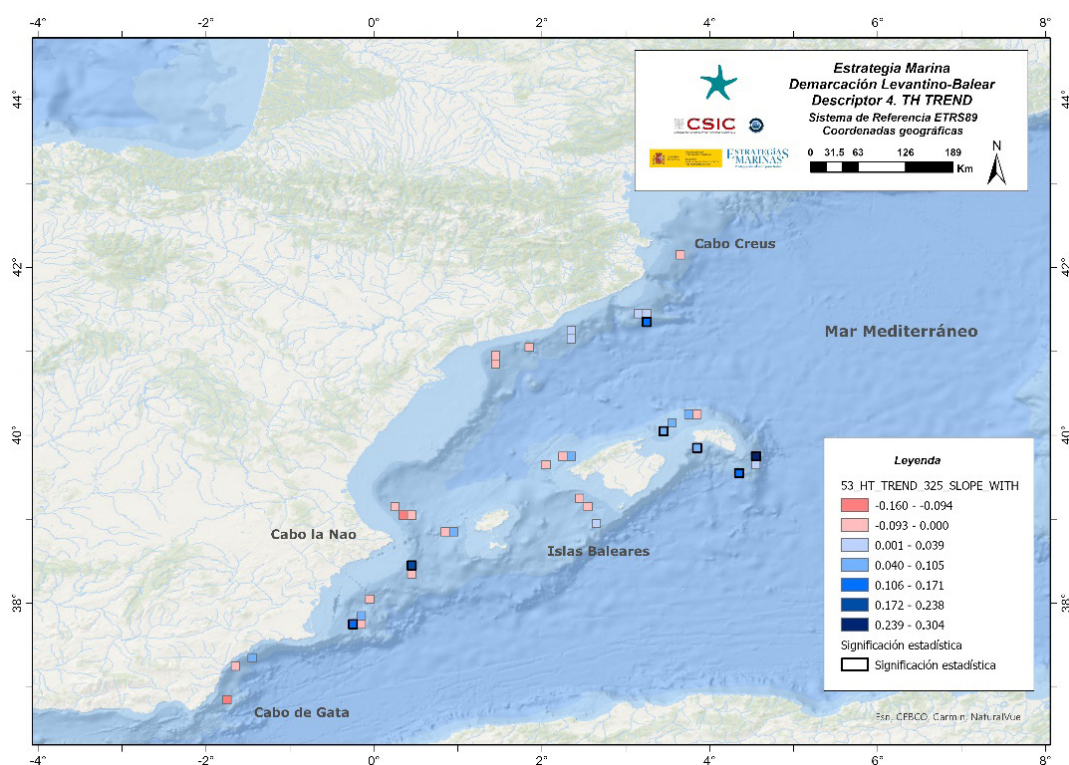 -4°
-2°
0°
2°
4°
6°
8°
44°
42°
40°
38°
44°
42°
40°
38°
Estrategia Marina
Demarcación Levantino-Balear
Descriptor 4. TH TREND
Sistema de Referencia ETRS89
Coordenadas geográficas
CSIC
ESTRATEGIAS
MARINAS
0 31.5 63 126 189
Km
N
Cabo Creus
Mar Mediterráneo
Cabo la Nao
Islas Baleares
Cabo de Gata
Leyenda
53_HT_TREND_325_SLOPE_WITH
-0.160 - -0.094
-0.093 - 0.000
0.001 - 0.039
0.040 - 0.105
0.106 - 0.171
0.172 - 0.238
0.239 - 0.304
Significación estadística
Significación estadística
Esri, GEBCO, Garmin, NaturalVue
-4°
-2°
0°
2°
4°
6°
8°